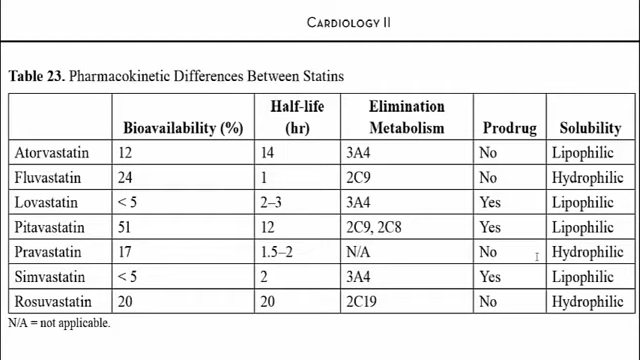 CARDIOLOGY II
Table 23. Pharmacokinetic Differences Between Statins
Bioavailability (%) Half-life (hr) Elimination Metabolism Prodrug Solubility
Atorvastatin 12 14 3A4 No Lipophilic
Fluvastatin 24 1 2C9 No Hydrophilic
Lovastatin < 5 2–3 3A4 Yes Lipophilic
Pitavastatin 51 12 2C9, 2C8 Yes Lipophilic
Pravastatin 17 1.5–2 N/A No Hydrophilic
Simvastatin < 5 2 3A4 Yes Lipophilic
Rosuvastatin 20 20 2C19 No Hydrophilic
N/A = not applicable.